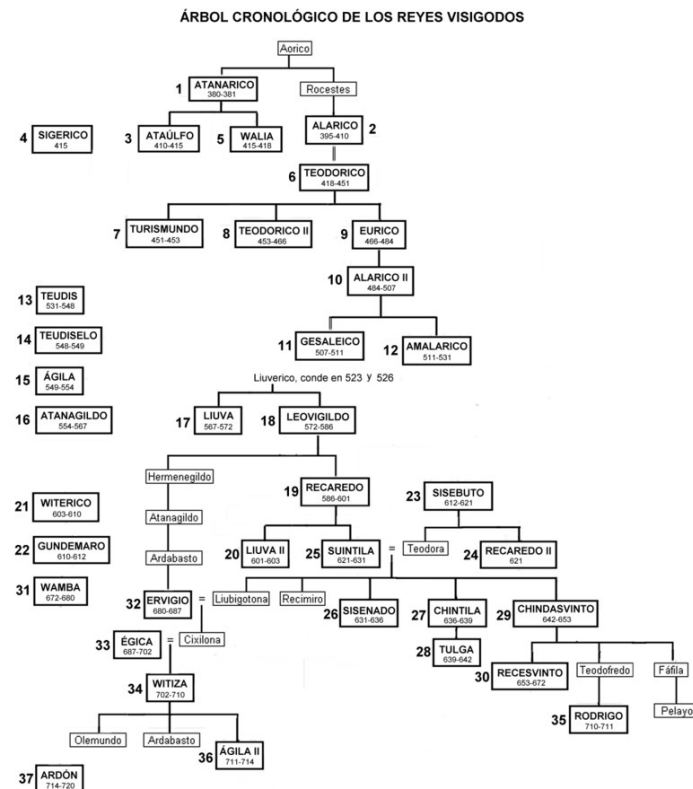 ÁRBOL CRONOLÓGICO DE LOS REYES VISIGODOS
Aorico
1 ATANARICO
380-381
Rocestes
4 SIGERICO
415
3 ATAÚLFO
410-415
5 WALIA
415-418
ALARICO 2
395-410
6 TEODORICO
418-451
7 TURISMUNDO
451-453
8 TEODORICO II
453-466
9 EURICO
466-484
10 ALARICO II
484-507
13 TEUDIS
531-548
14 TEUDISELO
548-549
11 GESALEICO
507-511
12 AMALARICO
511-531
15 ÁGILA
549-554
Liuverico, conde en 523 y 526
16 ATANAGILDO
554-567
17 LIUVA
567-572
18 LEOVIGILDO
572-586
Hermenegildo
19 RECAREDO
586-601
23 SISEBUTO
612-621
21 WITERICO
603-610
Atanagildo
22 GUNDEMARO
610-612
Ardabasto
20 LIUVA II
601-603
25 SUINTILA
621-631
= Teodora
24 RECAREDO II
621
31 WAMBA
672-680
32 ERVIGIO
680-687
=
Liubigotona
Recimiro
26 SISENADO
631-636
27 CHINTILA
636-639
29 CHINDASVINTO
642-653
33 ÉGICA
687-702
= Cixilona
28 TULGA
639-642
34 WITIZA
702-710
30 RECESVINTO
653-672
Teodofredo
Fáfila
35 RODRIGO
710-711
Pelayo
Olemundo
Ardabasto
36 ÁGILA II
711-714
37 ARDÓN
714-720